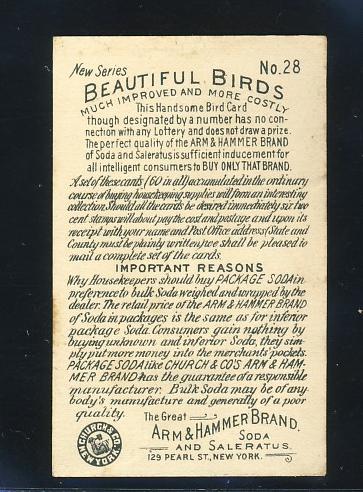 New Series
No. 28
BEAUTIFUL BIRDS
MUCH IMPROVED AND MORE COSTLY
This Handsome Bird Card
though designated by a number has no con-
nection with any Lottery and does not draw a prize.
The perfect quality of the ARM & HAMMER BRAND
of Soda and Saleratus is sufficient inducement for
all intelligent consumers to BUY ONLY THAT BRAND.
A set of these cards (60 in all) accumulated in the ordinary
course of buying housekeeping supplies will form an interesting
collection. Should all the cards be desired immediately six two
cent stamps will about pay the cost and postage and upon its
receipt with your name and Post Office address (State and
County must be plainly written) we shall be pleased to
mail a complete set of the cards.
IMPORTANT REASONS
Why Housekeepers should buy PACKAGE SODA in
preference to bulk Soda weighed and wrapped by the
dealer. The retail price of the ARM & HAMMER BRAND
of Soda in packages is the same as for inferior
package Soda. Consumers gain nothing by
buying unknown and inferior Soda, they sim-
ply put more money into the merchants' pockets.
PACKAGE SODA like CHURCH & CO'S ARM & HAM-
MER BRAND has the guarantee of a responsible
manufacturer. Bulk Soda may be of any-
body's manufacture and generally of a poor
quality.
The Great
ARM & HAMMER BRAND.
SODA
AND SALERATUS.
129 PEARL ST., NEW YORK.
CHURCH & CO.
NEW YORK